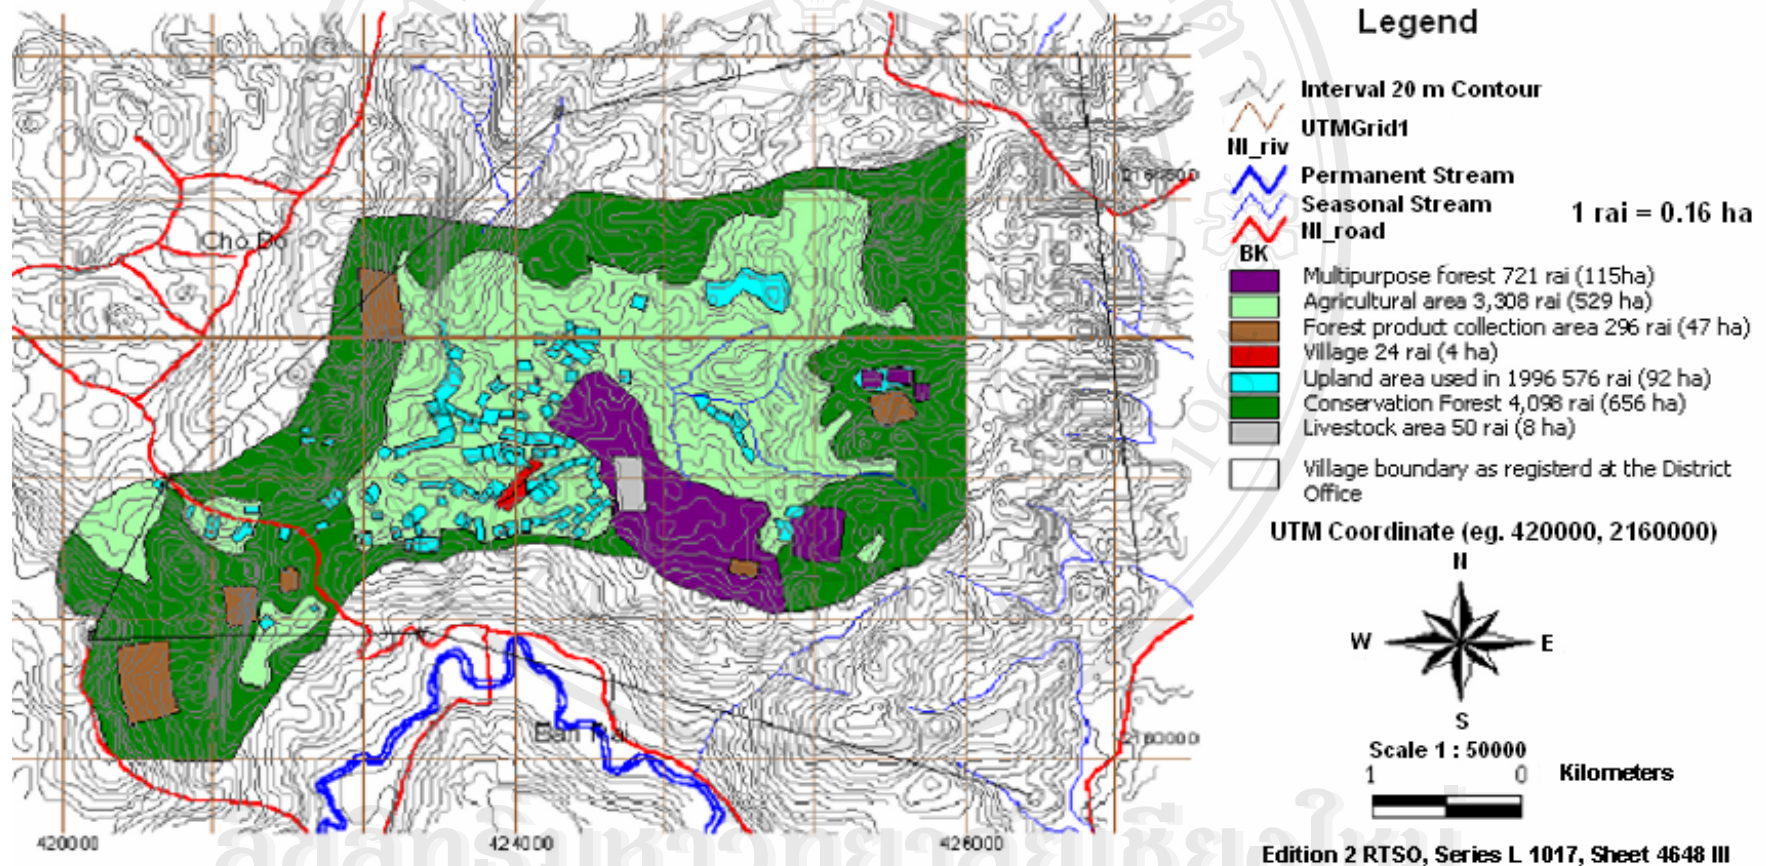 Legend
Interval 20 m Contour
UTMGrid1
NI_riv
Permanent Stream
Seasonal Stream
1 rai = 0.16 ha
NI_road
BK
Multipurpose forest 721 rai (115ha)
Agricultural area 3,308 rai (529 ha)
Forest product collection area 296 rai (47 ha)
Village 24 rai (4 ha)
Upland area used in 1996 576 rai (92 ha)
Conservation Forest 4,098 rai (656 ha)
Livestock area 50 rai (8 ha)
Village boundary as registerd at the District
Office
UTM Coordinate (eg. 420000, 2160000)
N
W
E
S
Scale 1 : 50000
1 0 Kilometers
Edition 2 RTSO, Series L 1017, Sheet 4648 III
Cho Bo
Ban
2160000
420000
424000
426000